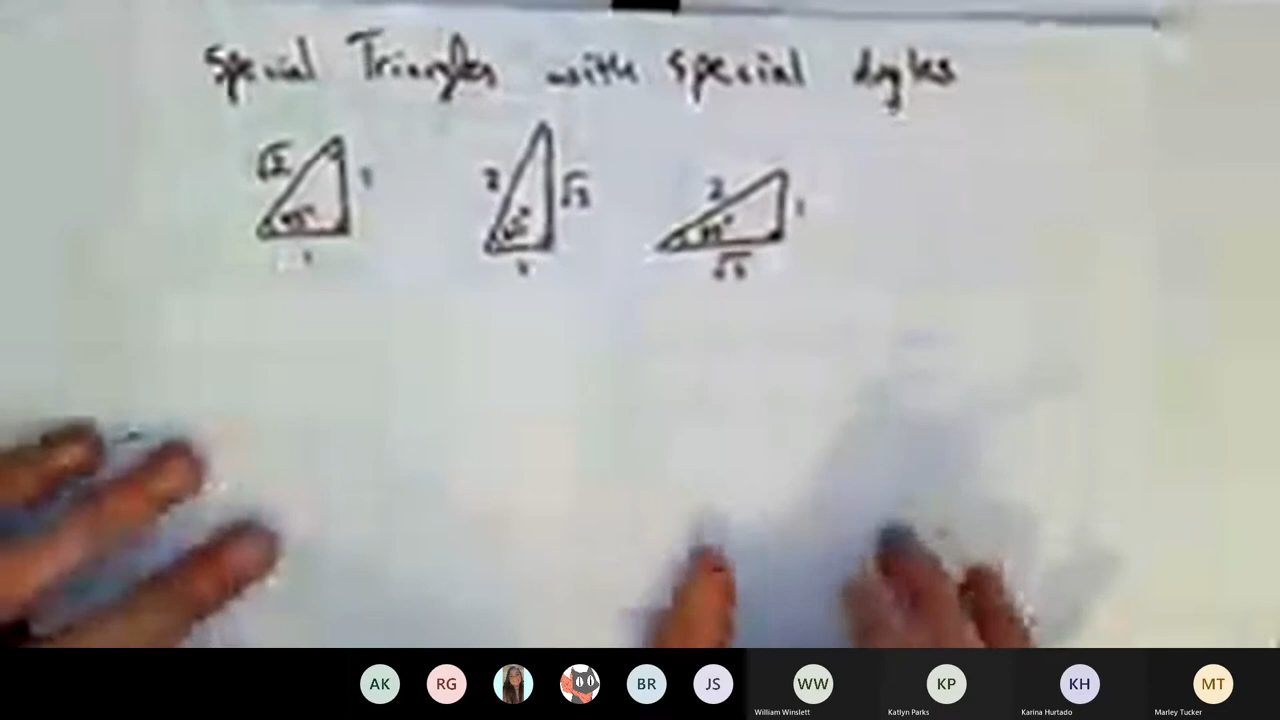 Special Triangles with special angles
√2 1 45° 1
2 √3 60° 1
2 1 30° √3
AK RG BR JS WW KP KH MT
William Winslett Katlyn Parks Karina Hurtado Marley Tucker